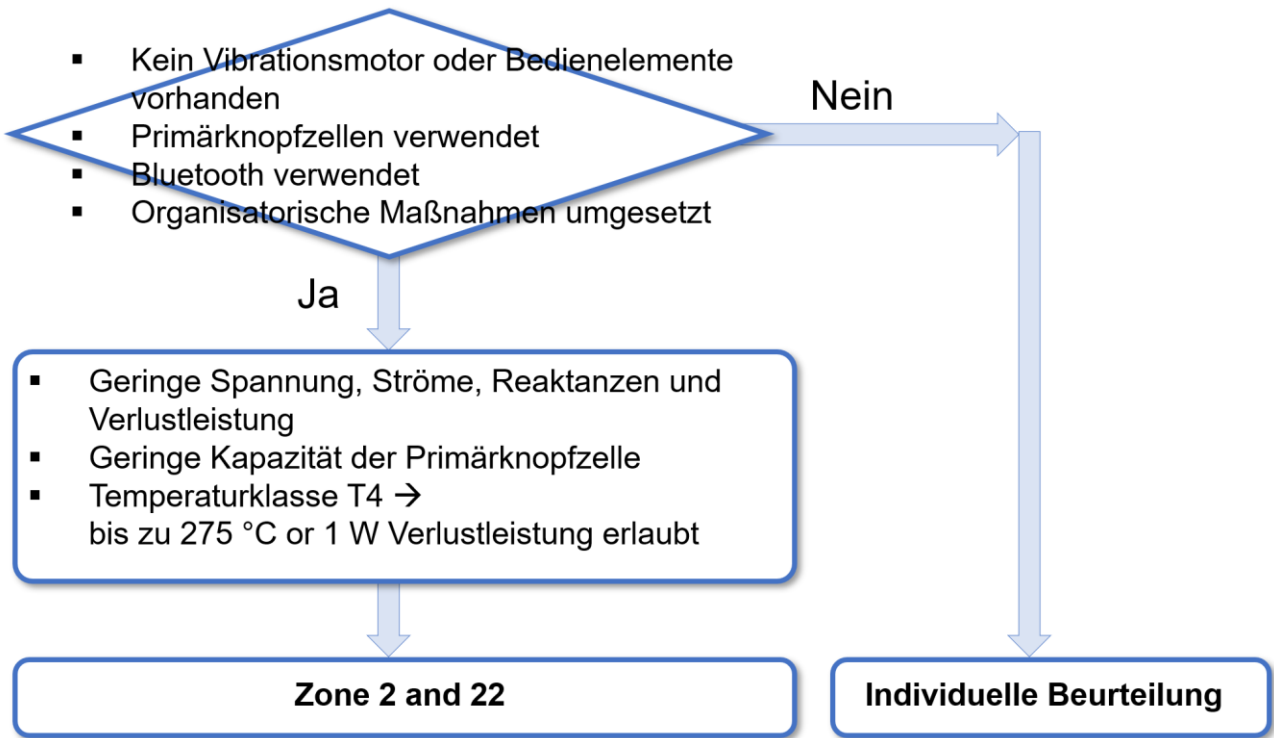 ▪ Kein Vibrationsmotor oder Bedienelemente
vorhanden
▪ Primärknopfzellen verwendet
▪ Bluetooth verwendet
▪ Organisatorische Maßnahmen umgesetzt
Nein
Ja
▪ Geringe Spannung, Ströme, Reaktanzen und
Verlustleistung
▪ Geringe Kapazität der Primärknopfzelle
▪ Temperaturklasse T4 →
bis zu 275 °C or 1 W Verlustleistung erlaubt
Zone 2 and 22
Individuelle Beurteilung